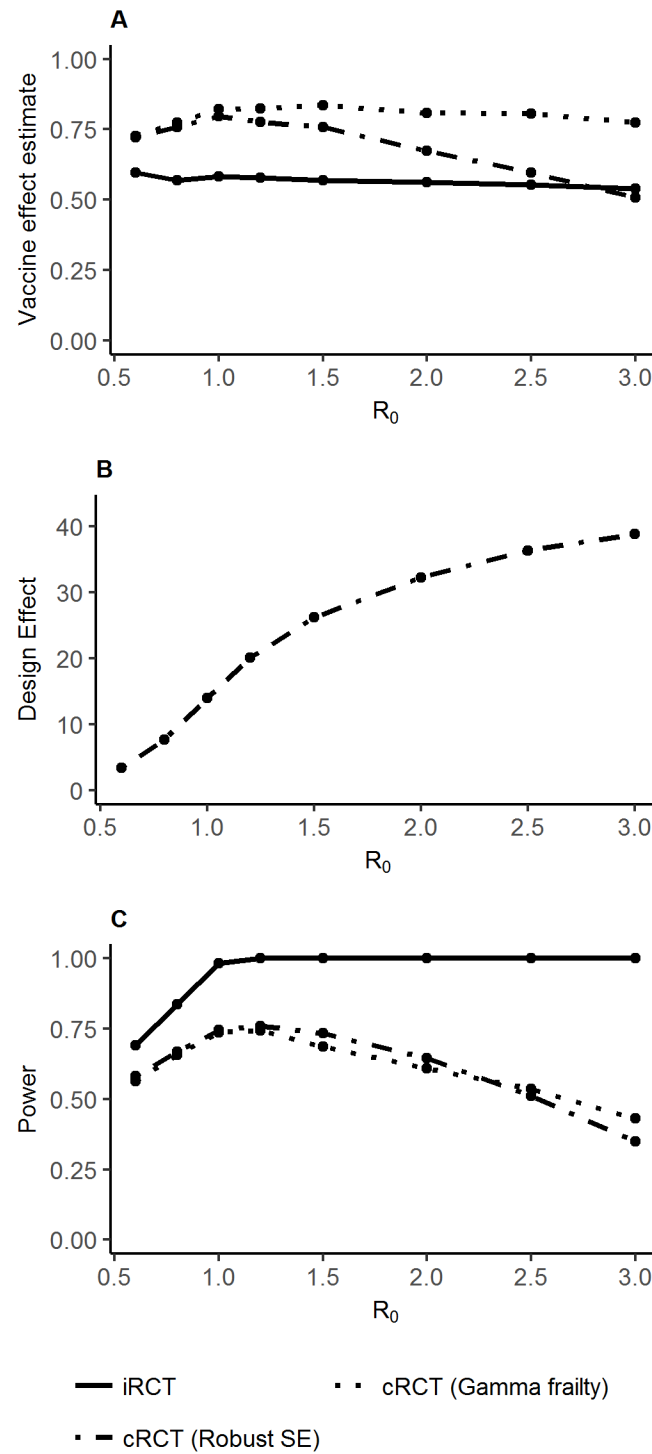 A
Vaccine effect estimate
1.00
0.75
0.50
0.25
0.00
0.5 1.0 1.5 2.0 2.5 3.0
R0
B
Design Effect
40
30
20
10
0
0.5 1.0 1.5 2.0 2.5 3.0
R0
C
Power
1.00
0.75
0.50
0.25
0.00
0.5 1.0 1.5 2.0 2.5 3.0
R0
iRCT cRCT (Gamma frailty)
cRCT (Robust SE)